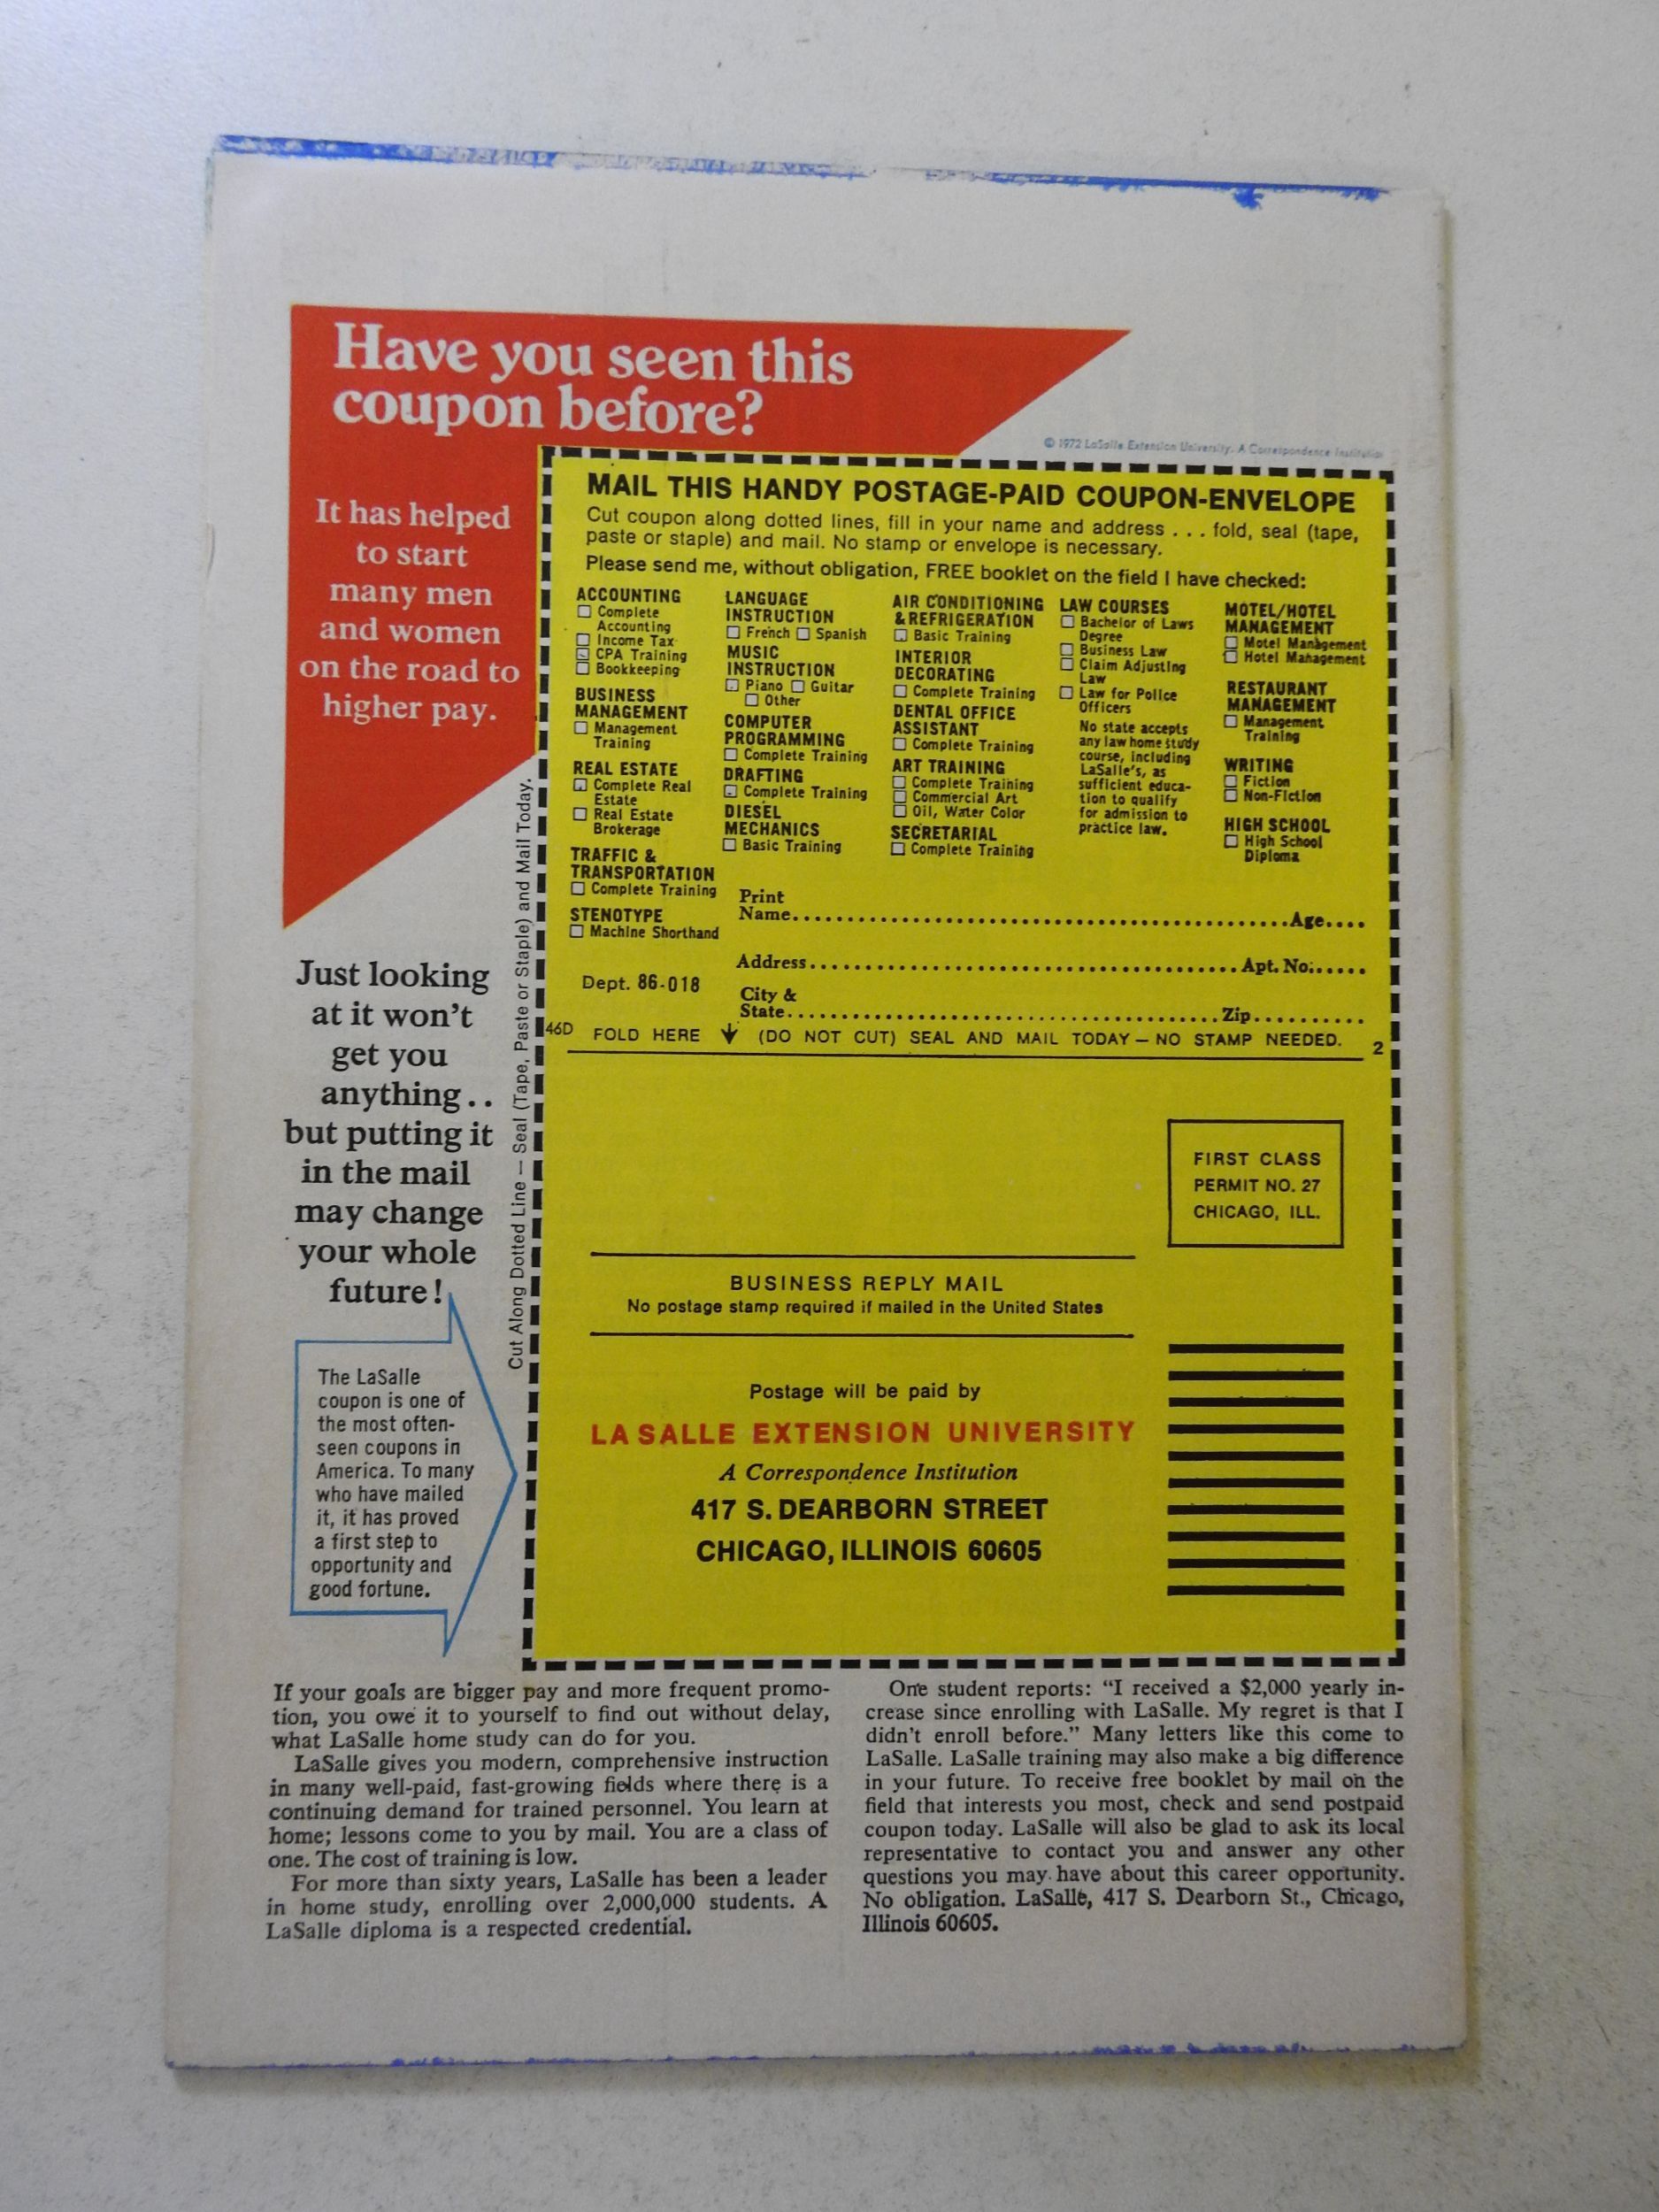 Have you seen this
coupon before?
© 1972 LaSalle Extension University. A Correspondence Institution
It has helped
to start
many men
and women
on the road to
higher pay.
Just looking
at it won't
get you
anything . .
but putting it
in the mail
may change
your whole
future!
The LaSalle
coupon is one of
the most often-
seen coupons in
America. To many
who have mailed
it, it has proved
a first step to
opportunity and
good fortune.
Cut Along Dotted Line — Seal (Tape, Paste or Staple) and Mail Today.
MAIL THIS HANDY POSTAGE-PAID COUPON-ENVELOPE
Cut coupon along dotted lines, fill in your name and address . . . fold, seal (tape,
paste or staple) and mail. No stamp or envelope is necessary.
Please send me, without obligation, FREE booklet on the field I have checked:
ACCOUNTING
Complete
Accounting
Income Tax
CPA Training
Bookkeeping
BUSINESS
MANAGEMENT
Management
Training
REAL ESTATE
Complete Real
Estate
Real Estate
Brokerage
TRAFFIC &
TRANSPORTATION
Complete Training
STENOTYPE
Machine Shorthand
LANGUAGE
INSTRUCTION
French Spanish
MUSIC
INSTRUCTION
Piano Guitar
Other
COMPUTER
PROGRAMMING
Complete Training
DRAFTING
Complete Training
DIESEL
MECHANICS
Basic Training
AIR CONDITIONING
& REFRIGERATION
Basic Training
INTERIOR
DECORATING
Complete Training
DENTAL OFFICE
ASSISTANT
Complete Training
ART TRAINING
Complete Training
Commercial Art
Oil, Water Color
SECRETARIAL
Complete Training
LAW COURSES
Bachelor of Laws
Degree
Business Law
Claim Adjusting
Law
Law for Police
Officers
No state accepts
any law home study
course, including
LaSalle's, as
sufficient educa-
tion to qualify
for admission to
practice law.
MOTEL/HOTEL
MANAGEMENT
Motel Management
Hotel Management
RESTAURANT
MANAGEMENT
Management
Training
WRITING
Fiction
Non-Fiction
HIGH SCHOOL
High School
Diploma
Print
Name..........Age....
Address..........Apt. No......
Dept. 86-018
City &
State..........Zip..........
46D FOLD HERE ↓ (DO NOT CUT) SEAL AND MAIL TODAY — NO STAMP NEEDED. 2
FIRST CLASS
PERMIT NO. 27
CHICAGO, ILL.
BUSINESS REPLY MAIL
No postage stamp required if mailed in the United States
Postage will be paid by
LA SALLE EXTENSION UNIVERSITY
A Correspondence Institution
417 S. DEARBORN STREET
CHICAGO, ILLINOIS 60605
If your goals are bigger pay and more frequent promo-
tion, you owe it to yourself to find out without delay,
what LaSalle home study can do for you.
LaSalle gives you modern, comprehensive instruction
in many well-paid, fast-growing fields where there is a
continuing demand for trained personnel. You learn at
home; lessons come to you by mail. You are a class of
one. The cost of training is low.
For more than sixty years, LaSalle has been a leader
in home study, enrolling over 2,000,000 students. A
LaSalle diploma is a respected credential.
One student reports: "I received a $2,000 yearly in-
crease since enrolling with LaSalle. My regret is that I
didn't enroll before." Many letters like this come to
LaSalle. LaSalle training may also make a big difference
in your future. To receive free booklet by mail on the
field that interests you most, check and send postpaid
coupon today. LaSalle will also be glad to ask its local
representative to contact you and answer any other
questions you may have about this career opportunity.
No obligation. LaSalle, 417 S. Dearborn St., Chicago,
Illinois 60605.